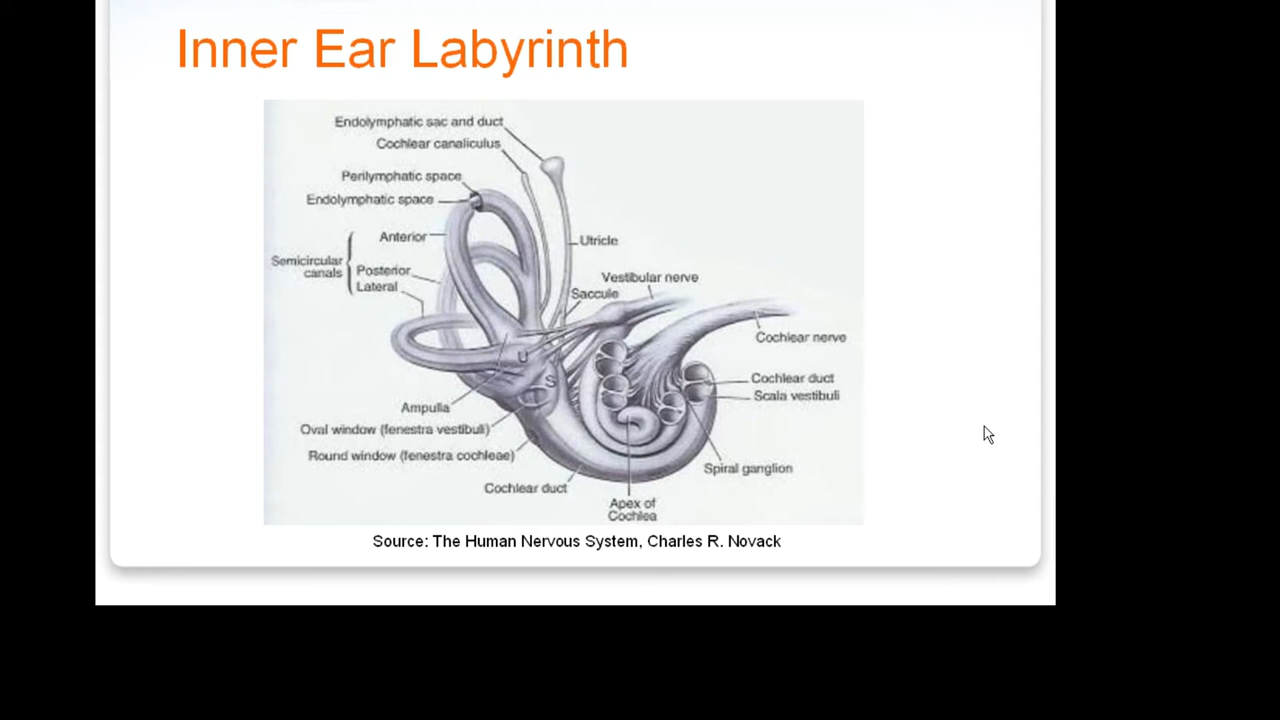 Inner Ear Labyrinth
Endolymphatic sac and duct
Cochlear canaliculus
Perilymphatic space
Endolymphatic space
Anterior
Utricle
Semicircular
canals
Posterior
Lateral
Vestibular nerve
Saccule
Cochlear nerve
U
S
Cochlear duct
Scala vestibuli
Ampulla
Oval window (fenestra vestibuli)
Round window (fenestra cochleae)
Spiral ganglion
Cochlear duct
Apex of
Cochlea
Source: The Human Nervous System, Charles R. Novack